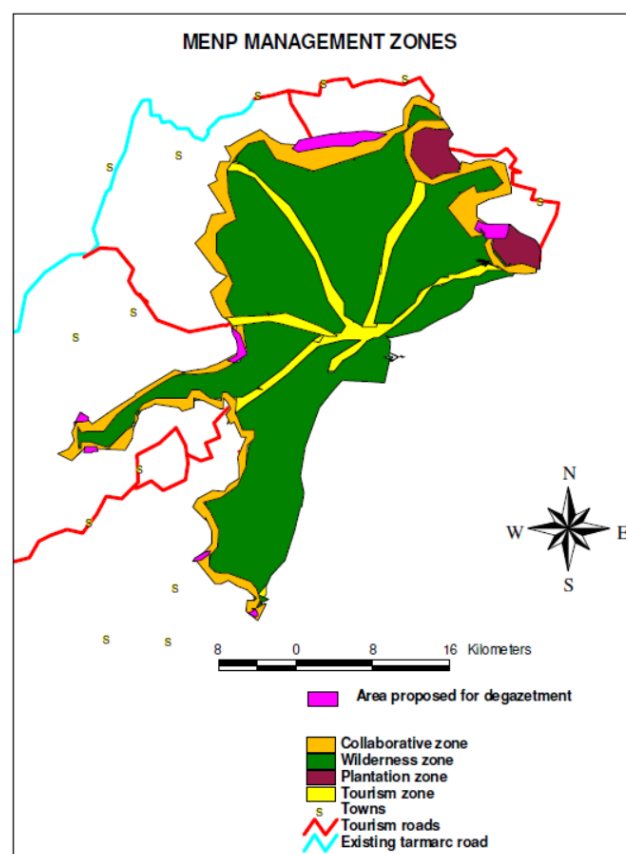 MENP MANAGEMENT ZONES
S
S
S
S
S
S
S
S
S
S
S
S
S
S
N
W E
S
8 0 8 16 Kilometers
Area proposed for degazetment
Collaborative zone
Wilderness zone
Plantation zone
Tourism zone
S Towns
Tourism roads
Existing tarmarc road